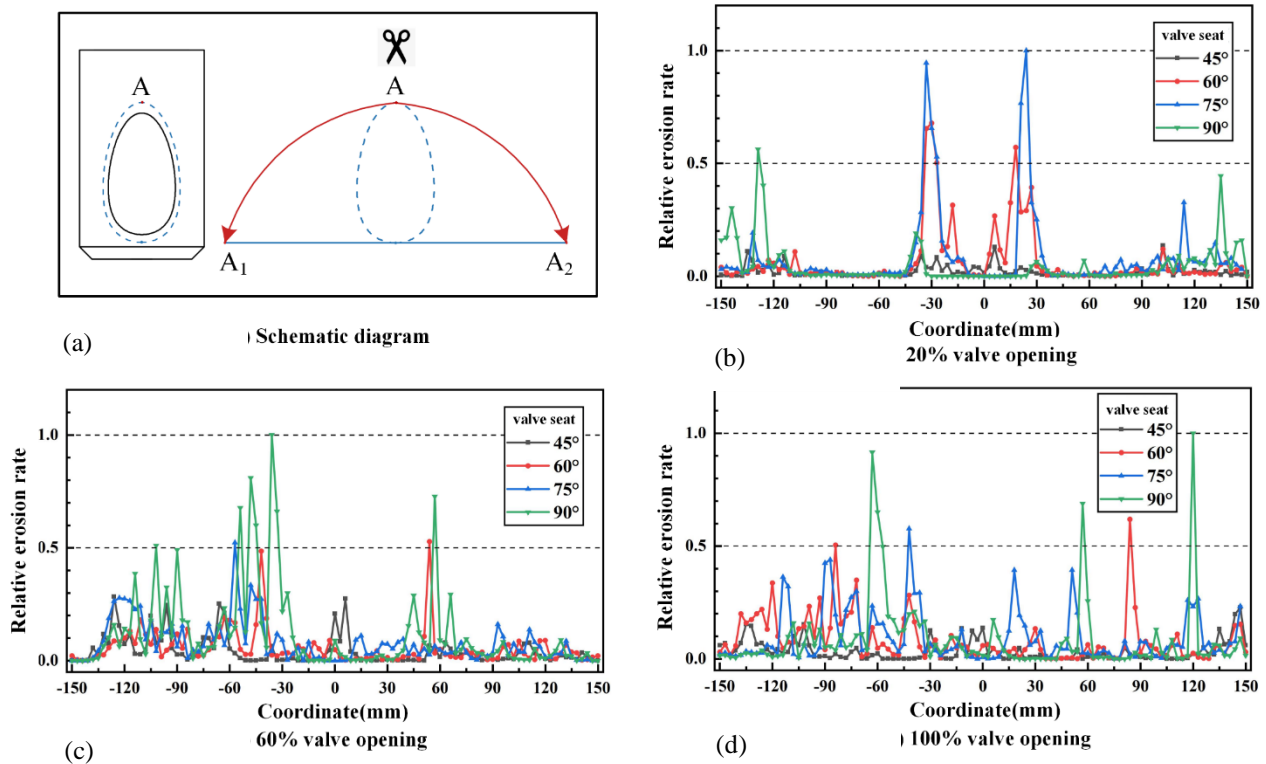 A
A
A₁
A₂
(a)
) Schematic diagram
valve seat
45°
60°
75°
90°
Relative erosion rate
1.0
0.5
0.0
-150 -120 -90 -60 -30 0 30 60 90 120 150
Coordinate(mm)
(b)
20% valve opening
valve seat
45°
60°
75°
90°
Relative erosion rate
1.0
0.5
0.0
-150 -120 -90 -60 -30 0 30 60 90 120 150
Coordinate(mm)
(c)
60% valve opening
valve seat
45°
60°
75°
90°
Relative erosion rate
1.0
0.5
0.0
-150 -120 -90 -60 -30 0 30 60 90 120 150
Coordinate(mm)
(d)
) 100% valve opening